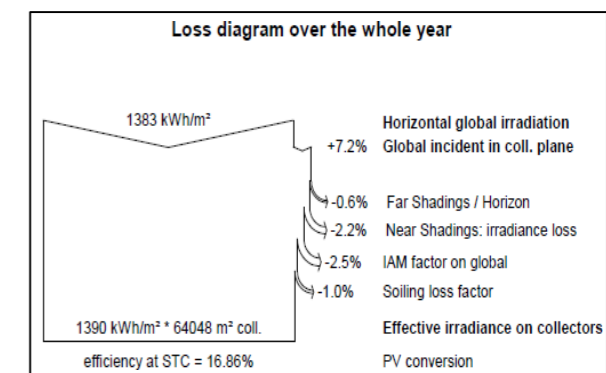 Loss diagram over the whole year
1383 kWh/m² Horizontal global irradiation
+7.2% Global incident in coll. plane
-0.6% Far Shadings / Horizon
-2.2% Near Shadings: irradiance loss
-2.5% IAM factor on global
-1.0% Soiling loss factor
1390 kWh/m² * 64048 m² coll. Effective irradiance on collectors
efficiency at STC = 16.86% PV conversion